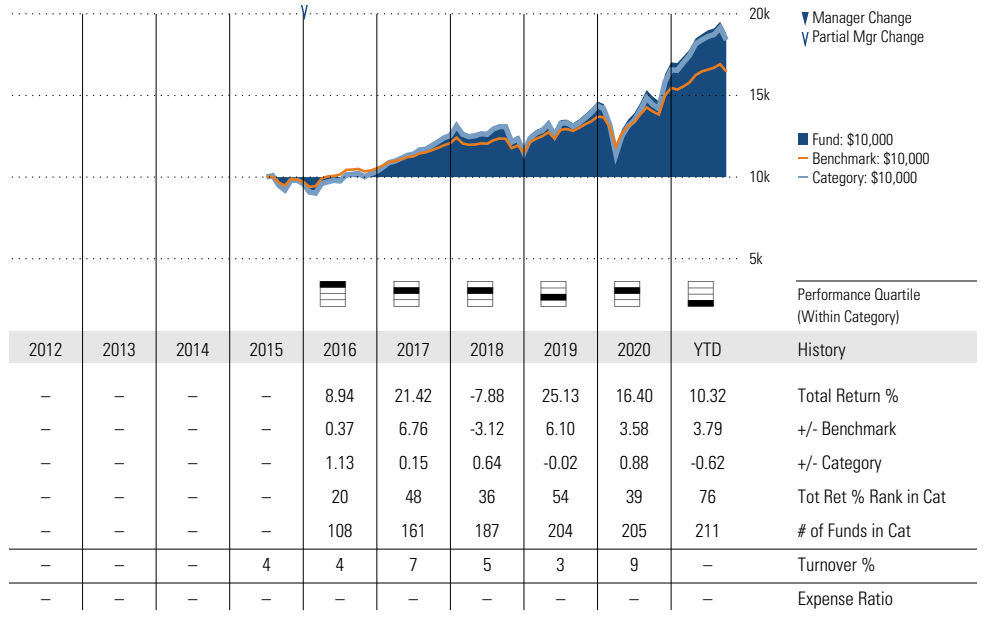 20k
Manager Change
Partial Mgr Change
15k
Fund: $10,000
Benchmark: $10,000
10k
Category: $10,000
5k
Performance Quartile
(Within Category)
2012 2013 2014 2015 2016 2017 2018 2019 2020 YTD History
– – – – 8.94 21.42 -7.88 25.13 16.40 10.32 Total Return %
– – – – 0.37 6.76 -3.12 6.10 3.58 3.79 +/- Benchmark
– – – – 1.13 0.15 0.64 -0.02 0.88 -0.62 +/- Category
– – – – 20 48 36 54 39 76 Tot Ret % Rank in Cat
– – – – 108 161 187 204 205 211 # of Funds in Cat
– – – 4 4 7 5 3 9 – Turnover %
– – – – – – – – – – Expense Ratio